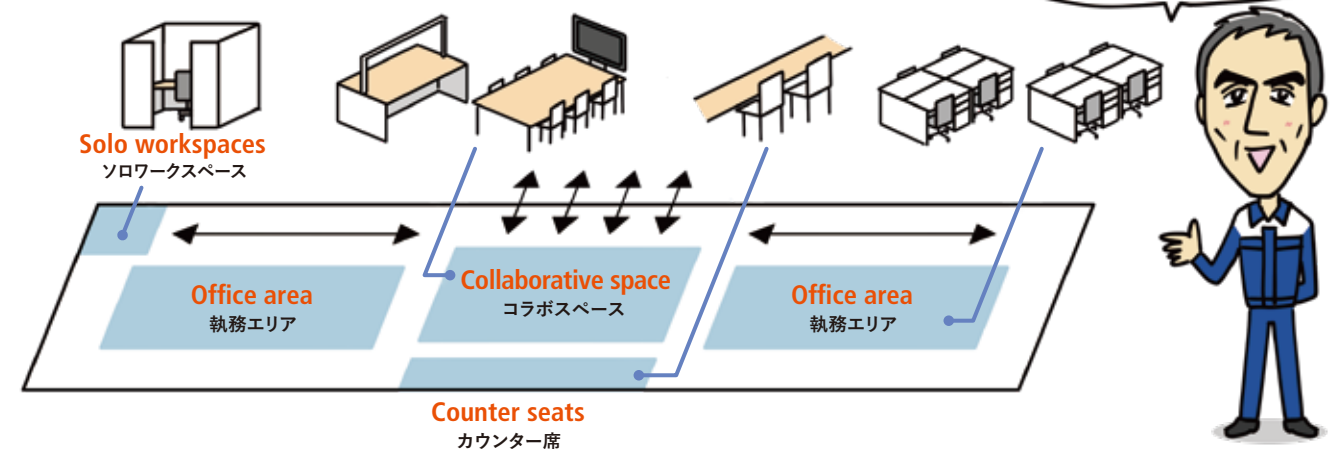 Solo workspaces
ソロワークスペース
Office area
執務エリア
Collaborative space
コラボスペース
Office area
執務エリア
Counter seats
カウンター席